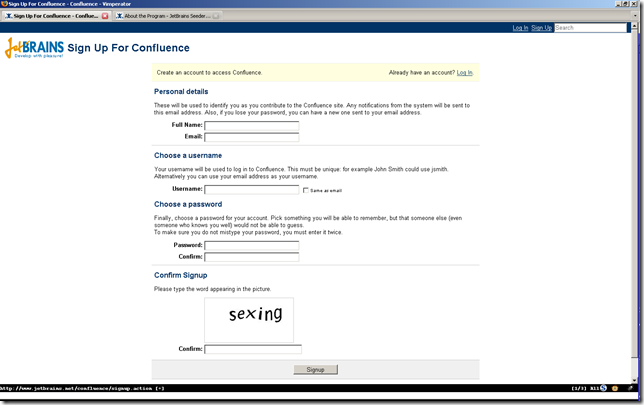 Sign Up For Confluence - Confluence - Vimperator
Sign Up For Confluence - Conflue...
About the Program - JetBrains Seeder...
Log In Sign Up Search
JetBRAINS
Develop with pleasure!
Sign Up For Confluence
Create an account to access Confluence.
Already have an account? Log In.
Personal details
These will be used to identify you as you contribute to the Confluence site. Any notifications from the system will be sent to
this email address. Also, if you lose your password, you can have a new one sent to your email address.
Full Name:
Email:
Choose a username
Your username will be used to log in to Confluence. This must be unique: for example John Smith could use jsmith.
Alternatively you can use your email address as your username.
Username:
Same as email
Choose a password
Finally, choose a password for your account. Pick something you will be able to remember, but that someone else (even
someone who knows you well) would not be able to guess.
To make sure you do not mistype your password, you must enter it twice.
Password:
Confirm:
Confirm Signup
Please type the word appearing in the picture.
sexing
Confirm:
Signup
http://www.jetbrains.net/confluence/signup.action [+]
[1/3] All